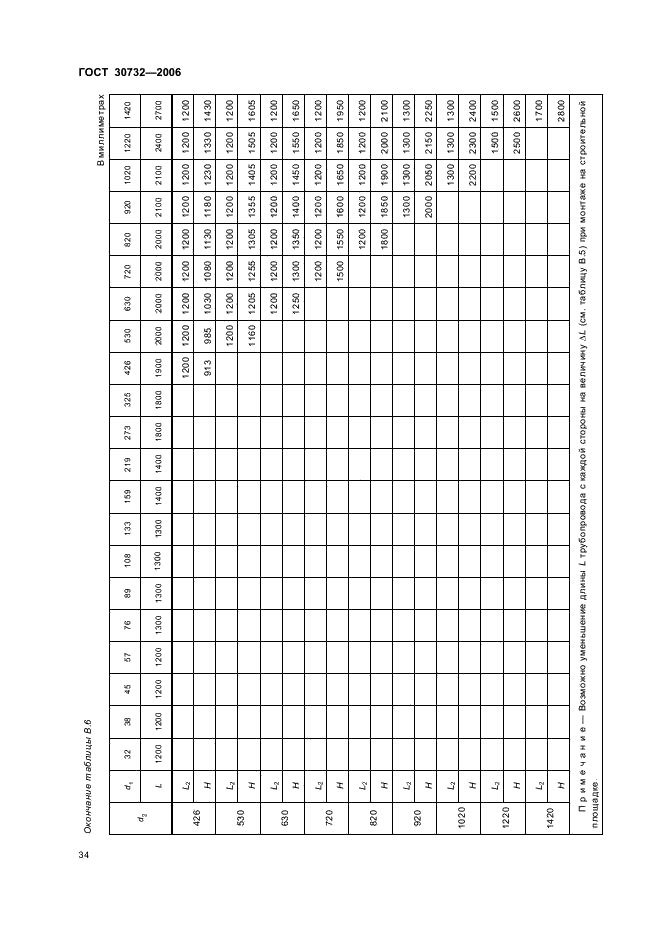 ГОСТ 30732—2006
Окончание таблицы В.6
В миллиметрах
d2 d1 32 38 45 57 76 89 108 133 159 219 273 325 426 530 630 720 820 920 1020 1220 1420
L 1200 1200 1200 1200 1300 1300 1300 1300 1400 1400 1800 1800 1900 2000 2000 2000 2000 2100 2100 2400 2700
426 L2 1200 1200 1200 1200 1200 1200 1200 1200 1200
H 913 985 1030 1080 1130 1180 1230 1330 1430
530 L2 1200 1200 1200 1200 1200 1200 1200 1200
H 1160 1205 1255 1305 1355 1405 1505 1605
630 L2 1200 1200 1200 1200 1200 1200 1200
H 1250 1300 1350 1400 1450 1550 1650
720 L2 1200 1200 1200 1200 1200 1200
H 1500 1550 1600 1650 1850 1950
820 L2 1200 1200 1200 1200 1200
H 1800 1850 1900 2000 2100
920 L2 1300 1300 1300 1300
H 2000 2050 2150 2250
1020 L2 1300 1300 1300
H 2200 2300 2400
1220 L2 1500 1500
H 2500 2600
1420 L2 1700
H 2800
Примечание — Возможно уменьшение длины L трубопровода с каждой стороны на величину ΔL (см. таблицу В.5) при монтаже на строительной
площадке.
34